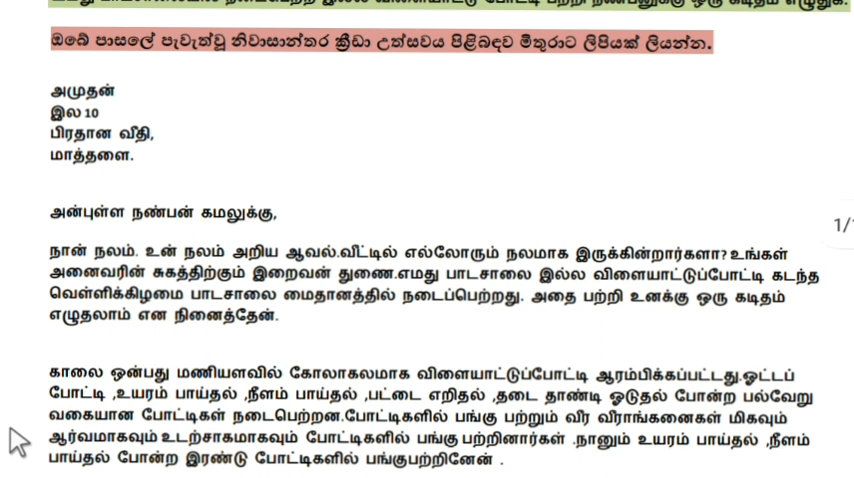 ඔබේ පාසලේ පැවැත්වූ නිවාසාන්තර ක්‍රීඩා උත්සවය පිළිබඳව මිතුරාට ලිපියක් ලියන්න.
அமுதன்
இல 10
பிரதான வீதி,
மாத்தளை.
அன்புள்ள நண்பன் கமலுக்கு,
நான் நலம். உன் நலம் அறிய ஆவல்.வீட்டில் எல்லோரும் நலமாக இருக்கின்றார்களா? உங்கள்
அனைவரின் சுகத்திற்கும் இறைவன் துணை.எமது பாடசாலை இல்ல விளையாட்டுப்போட்டி கடந்த
வெள்ளிக்கிழமை பாடசாலை மைதானத்தில் நடைப்பெற்றது. அதை பற்றி உனக்கு ஒரு கடிதம்
எழுதலாம் என நினைத்தேன்.
1/
காலை ஒன்பது மணியளவில் கோலாகலமாக விளையாட்டுப்போட்டி ஆரம்பிக்கப்பட்டது.ஓட்டப்
போட்டி ,உயரம் பாய்தல் ,நீளம் பாய்தல் ,பட்டை எறிதல் ,தடை தாண்டி ஓடுதல் போன்ற பல்வேறு
வகையான போட்டிகள் நடைபெற்றன.போட்டிகளில் பங்கு பற்றும் வீர வீராங்கனைகள் மிகவும்
ஆர்வமாகவும் உடற்சாகமாகவும் போட்டிகளில் பங்கு பற்றினார்கள் .நானும் உயரம் பாய்தல் ,நீளம்
பாய்தல் போன்ற இரண்டு போட்டிகளில் பங்குபற்றினேன் .